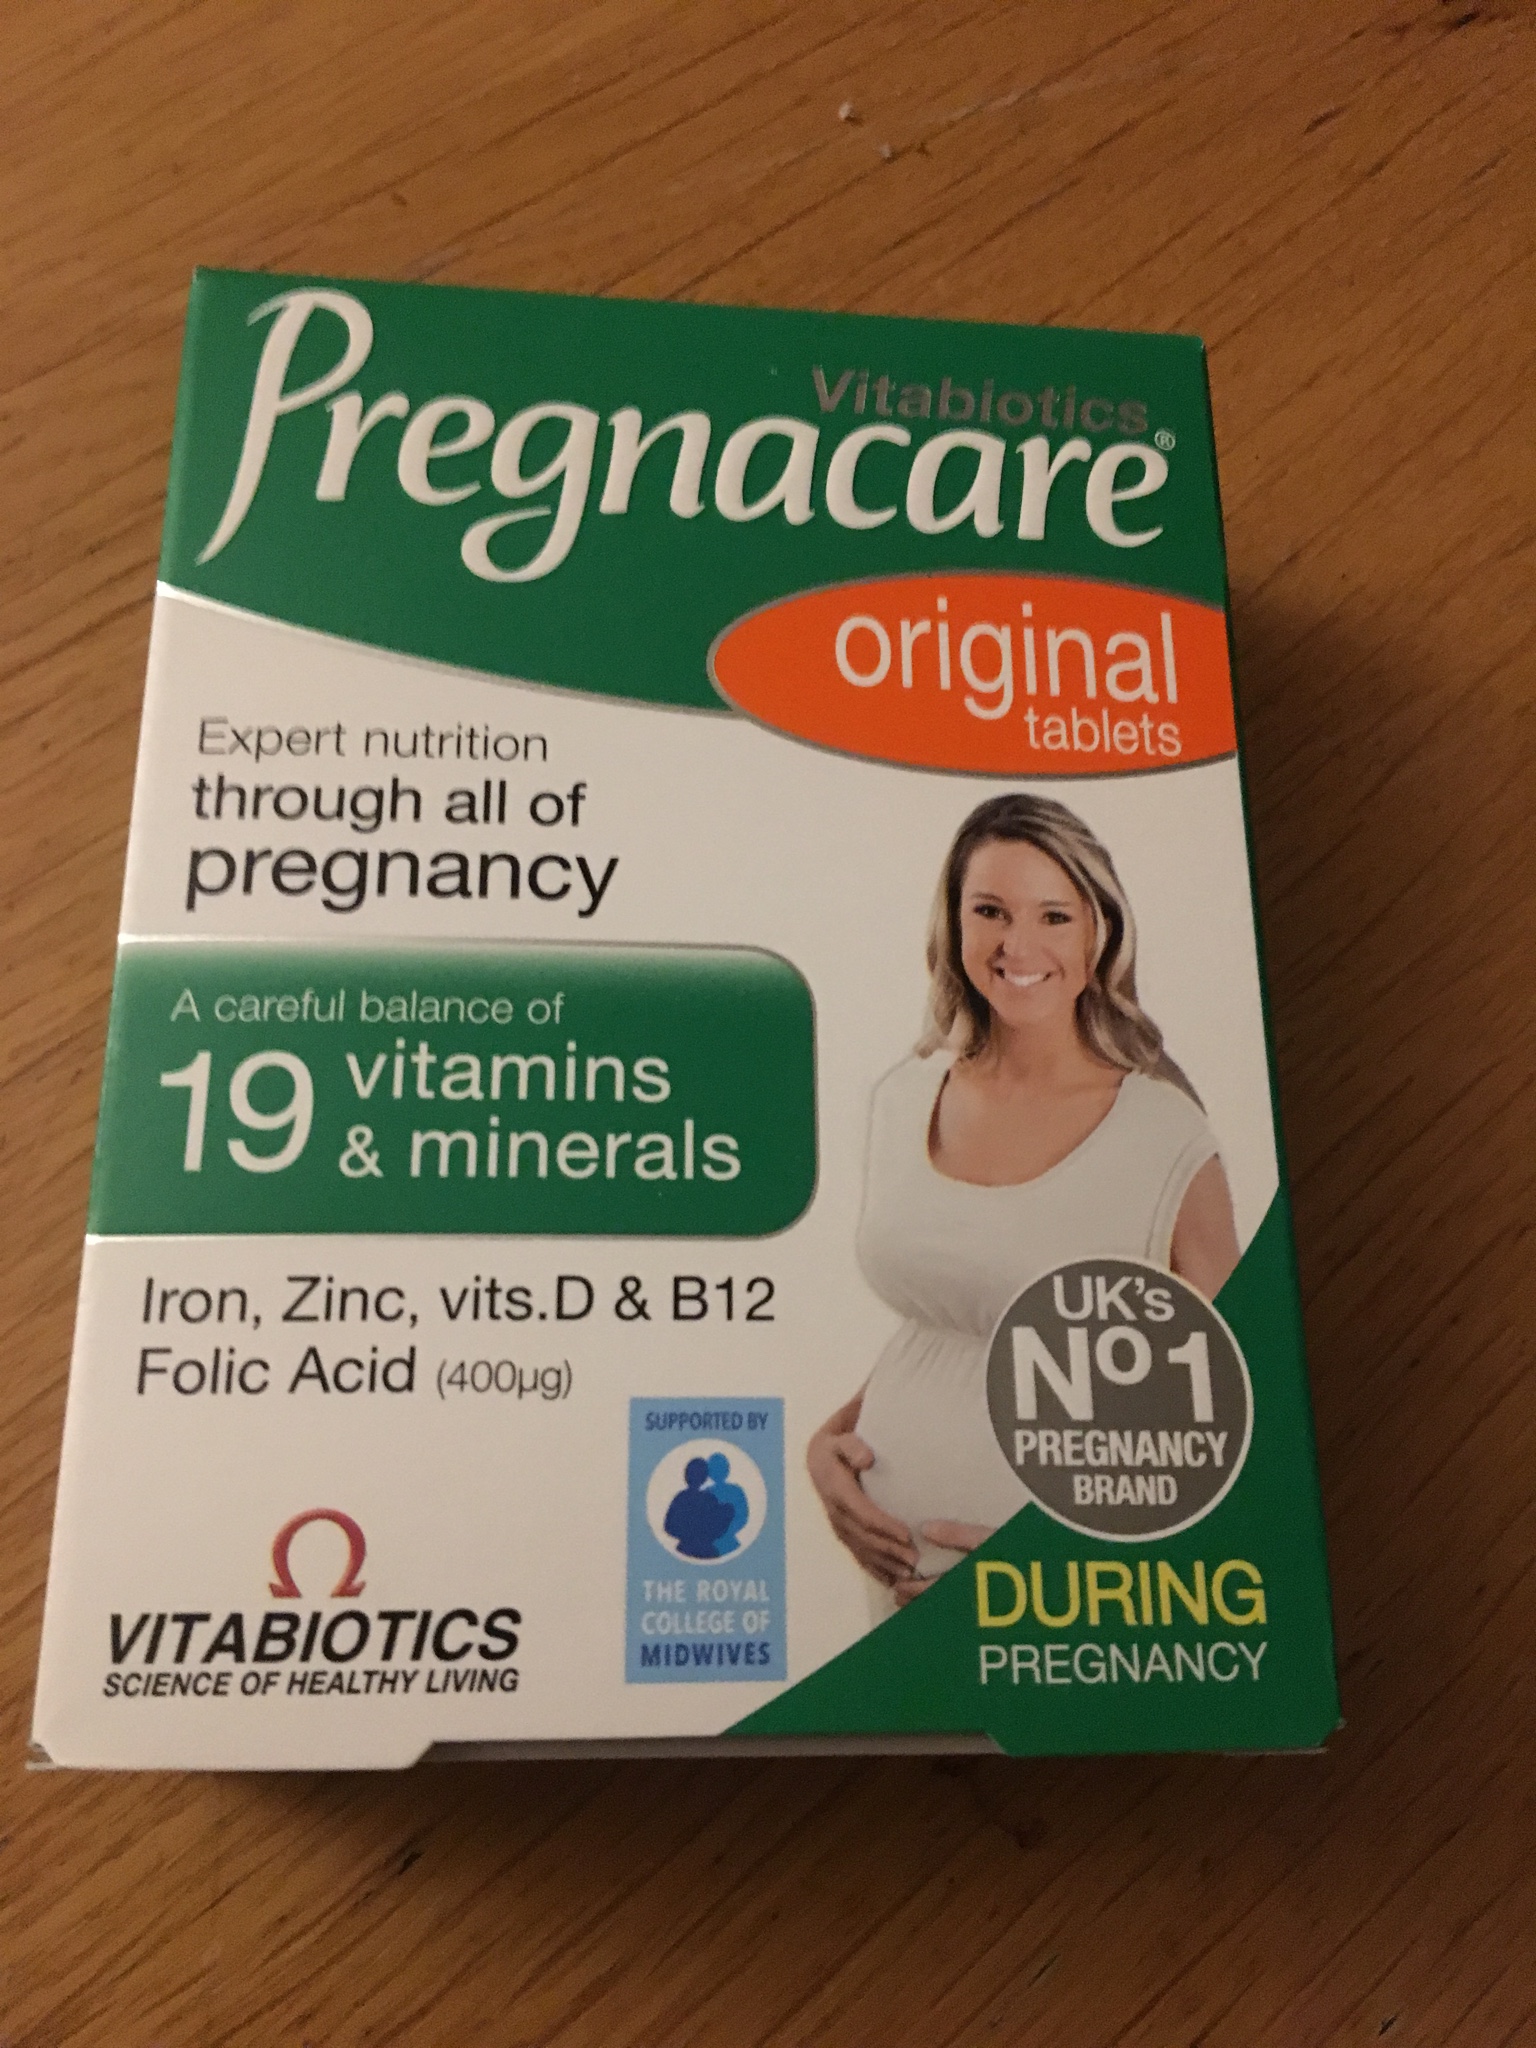 Vitabiotics
Pregnacare®
original
tablets
Expert nutrition
through all of
pregnancy
A careful balance of
19 vitamins
& minerals
Iron, Zinc, vits.D & B12
Folic Acid (400µg)
UK's
Nº1
PREGNANCY
BRAND
SUPPORTED BY
THE ROYAL
COLLEGE OF
MIDWIVES
VITABIOTICS
SCIENCE OF HEALTHY LIVING
DURING
PREGNANCY